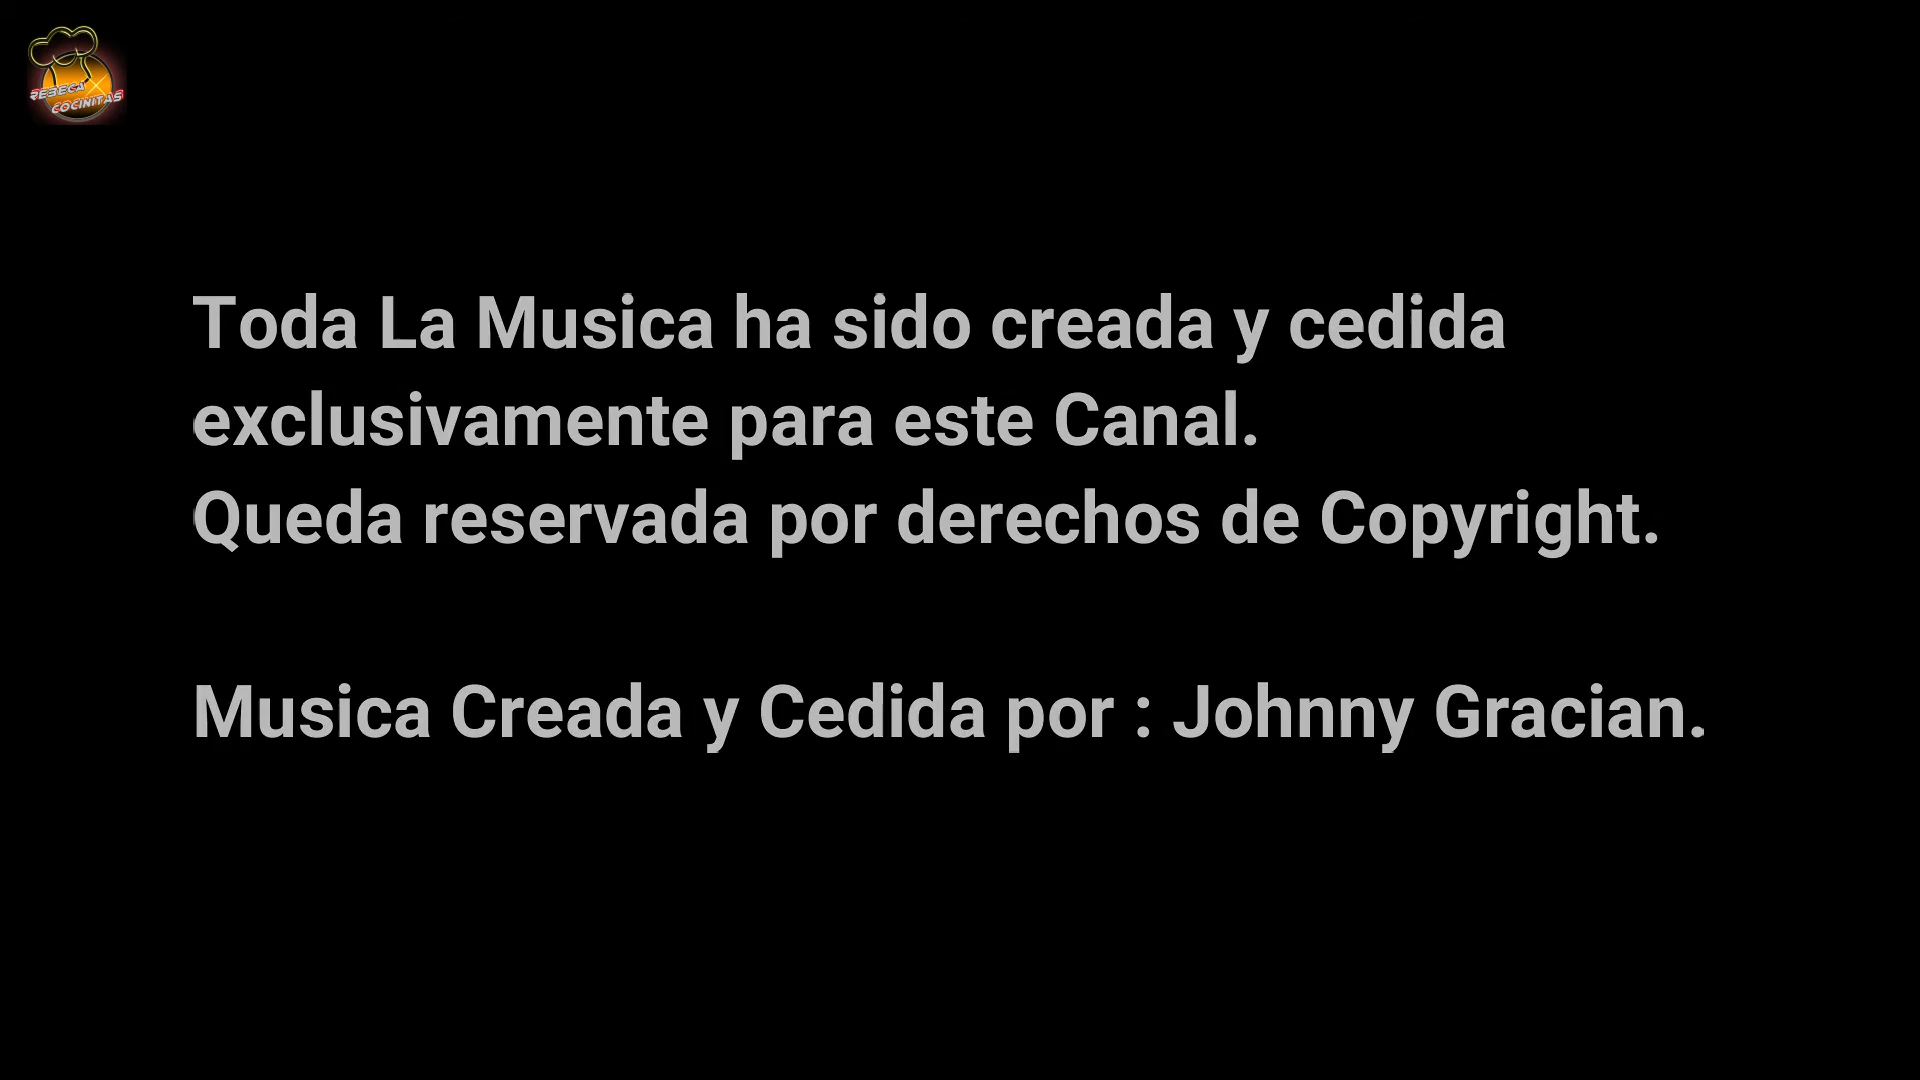 REBECA
COCINITAS
Toda La Musica ha sido creada y cedida
exclusivamente para este Canal.
Queda reservada por derechos de Copyright.
Musica Creada y Cedida por : Johnny Gracian.